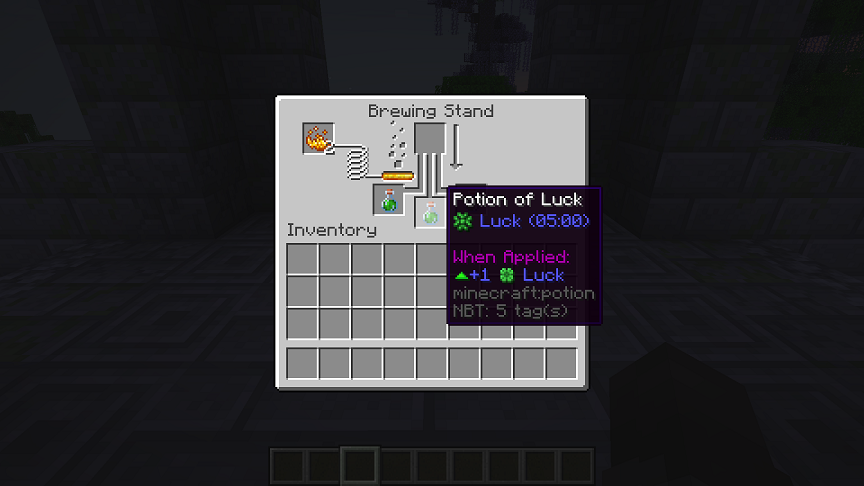 Brewing Stand
Potion of Luck
Luck (05:00)
Inventory
When Applied:
+1 Luck
minecraft:potion
NBT: 5 tag(s)